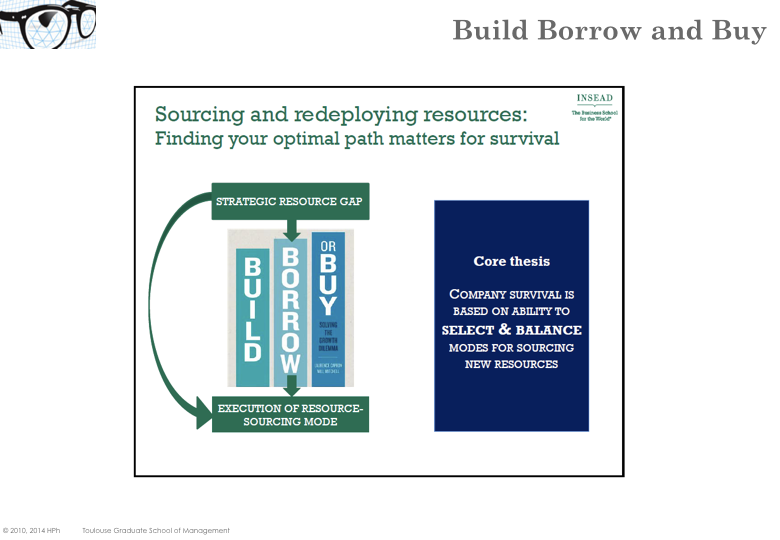 Build Borrow and Buy
INSEAD
The Business School
for the World®
Sourcing and redeploying resources:
Finding your optimal path matters for survival
STRATEGIC RESOURCE GAP
BUILD
BORROW
OR
BUY
SOLVING
THE
GROWTH
DILEMMA
LAURENCE CAPRON
WILL MITCHELL
EXECUTION OF RESOURCE-
SOURCING MODE
Core thesis
COMPANY SURVIVAL IS
BASED ON ABILITY TO
SELECT & BALANCE
MODES FOR SOURCING
NEW RESOURCES
© 2010, 2014 HPh
Toulouse Graduate School of Management